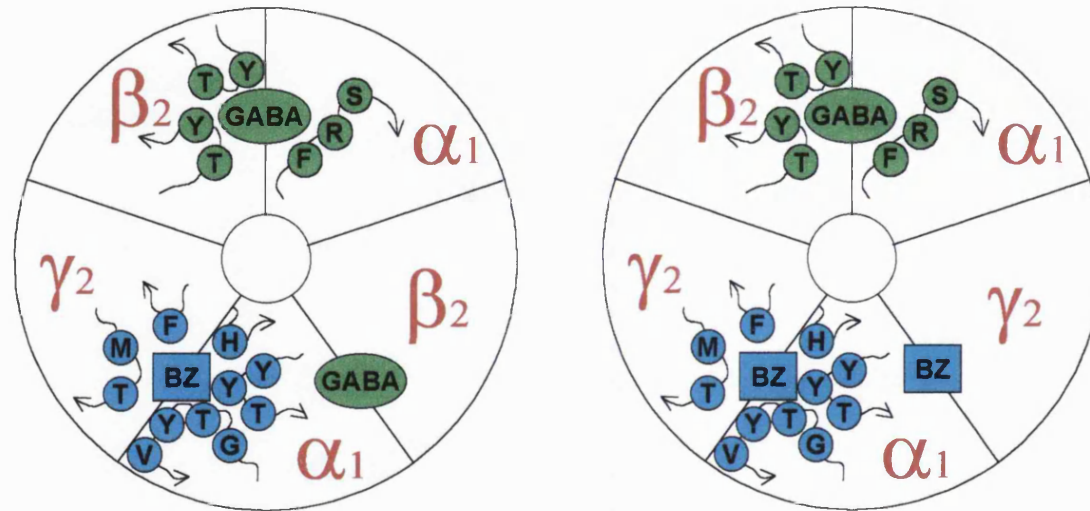 T Y
β2 GABA S
Y R α1
T F
γ2 β2
F
M H
BZ Y Y GABA
T Y T T
V G α1
T Y
β2 GABA S
Y R α1
T F
γ2 γ2
F
M H
BZ Y Y BZ
T Y T T
V G α1